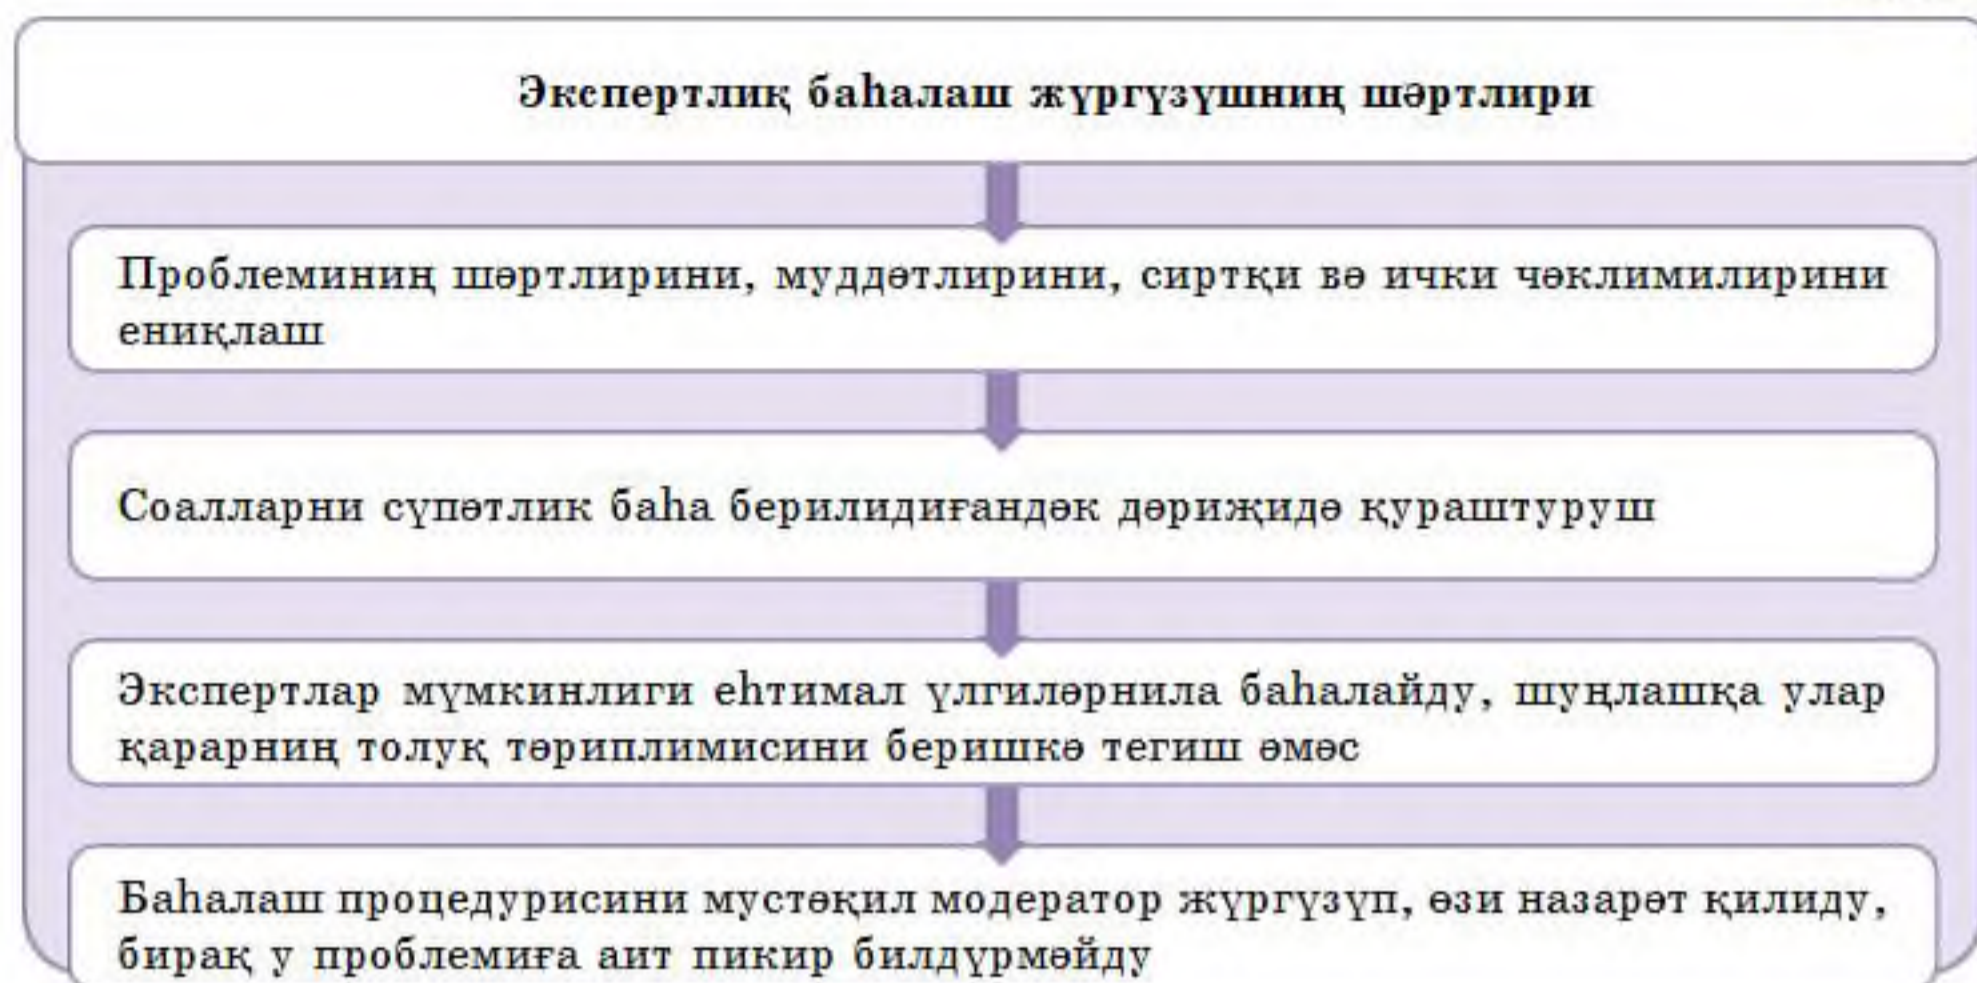 Экспертлиқ баһалаш жүргүзүшниң шәртлири
Проблеминиң шәртлирини, муддәтлирини, сиртқи вә ички чәклимилирини
ениқлаш
Соалларни сүпәтлик баһа берилидиғандәк дәриҗидә қураштуруш
Экспертлар мүмкинлиги еһтимал үлгиләрнила баһалайду, шуңлашқа улар
қарарниң толуқ тәриплимисини беришкә тегиш әмәс
Баһалаш процедурисини мустәқил модератор жүргүзүп, өзи назарәт қилиду,
бирақ у проблемиға аит пикир билдүрмәйду